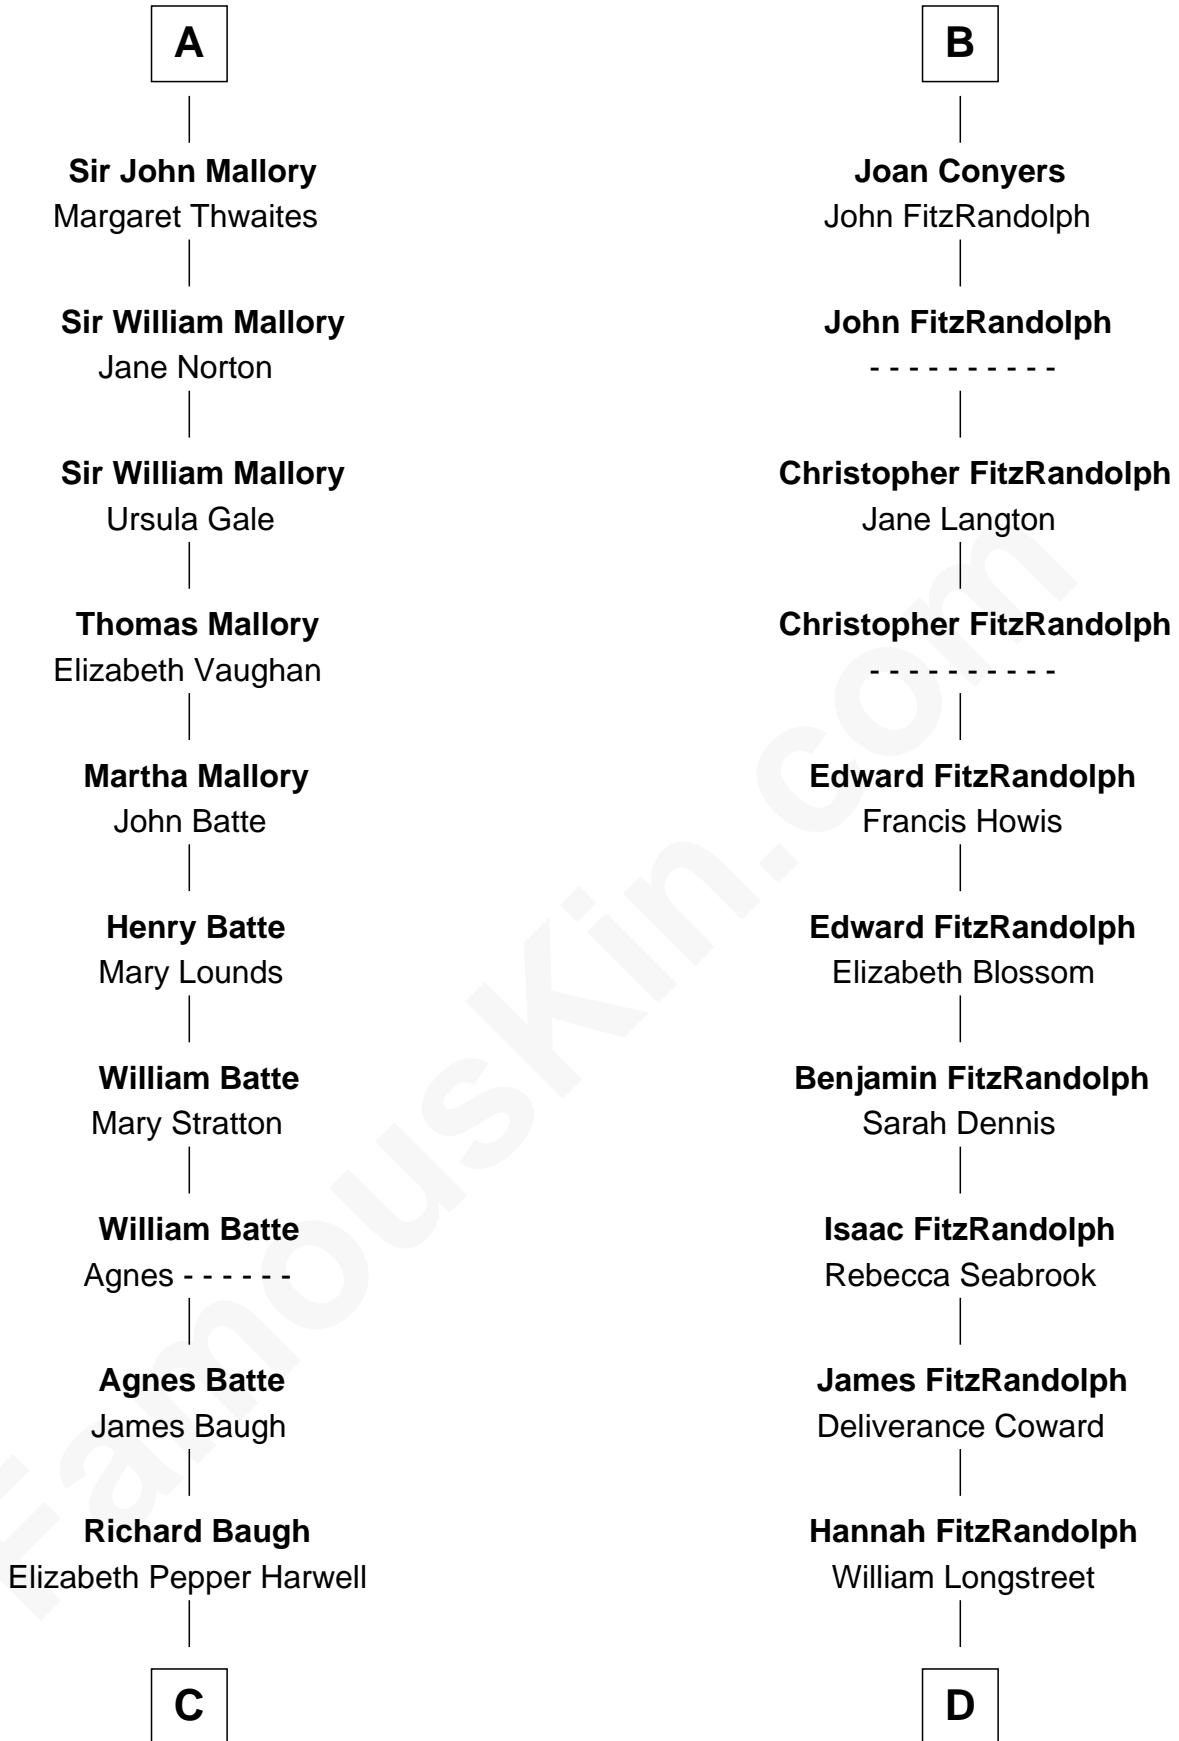 A
Sir John Mallory
Margaret Thwaites
Sir William Mallory
Jane Norton
Sir William Mallory
Ursula Gale
Thomas Mallory
Elizabeth Vaughan
Martha Mallory
John Batte
Henry Batte
Mary Lounds
William Batte
Mary Stratton
William Batte
Agnes - - - - - -
Agnes Batte
James Baugh
Richard Baugh
Elizabeth Pepper Harwell
C
B
Joan Conyers
John FitzRandolph
John FitzRandolph
- - - - - - - - - -
Christopher FitzRandolph
Jane Langton
Christopher FitzRandolph
- - - - - - - - - -
Edward FitzRandolph
Francis Howis
Edward FitzRandolph
Elizabeth Blossom
Benjamin FitzRandolph
Sarah Dennis
Isaac FitzRandolph
Rebecca Seabrook
James FitzRandolph
Deliverance Coward
Hannah FitzRandolph
William Longstreet
D
FamousKin.com